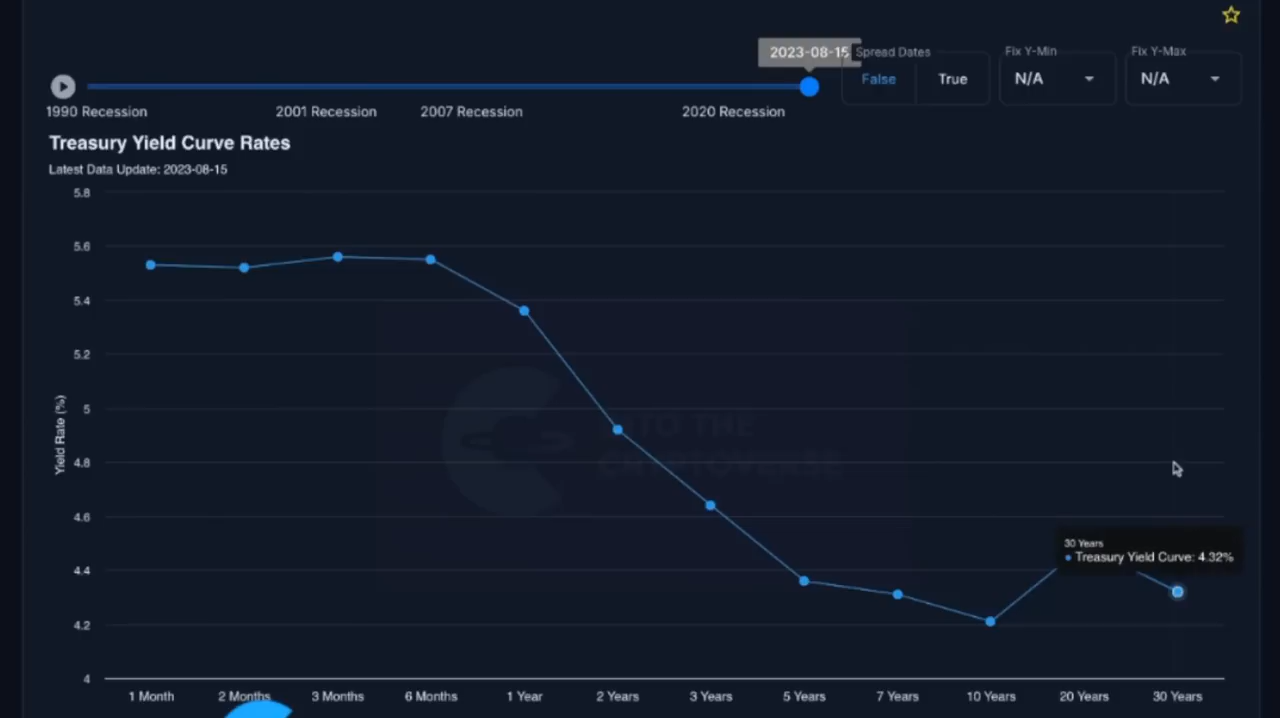 2023-08-15
Spread Dates
Fix Y-Min
Fix Y-Max
False
True
N/A
N/A
1990 Recession
2001 Recession
2007 Recession
2020 Recession
Treasury Yield Curve Rates
Latest Data Update: 2023-08-15
5.8
5.6
5.4
5.2
5
4.8
4.6
4.4
4.2
4
Yield Rate (%)
INTO THE
CRYPTOVERSE
30 Years
Treasury Yield Curve: 4.32%
1 Month
2 Months
3 Months
6 Months
1 Year
2 Years
3 Years
5 Years
7 Years
10 Years
20 Years
30 Years